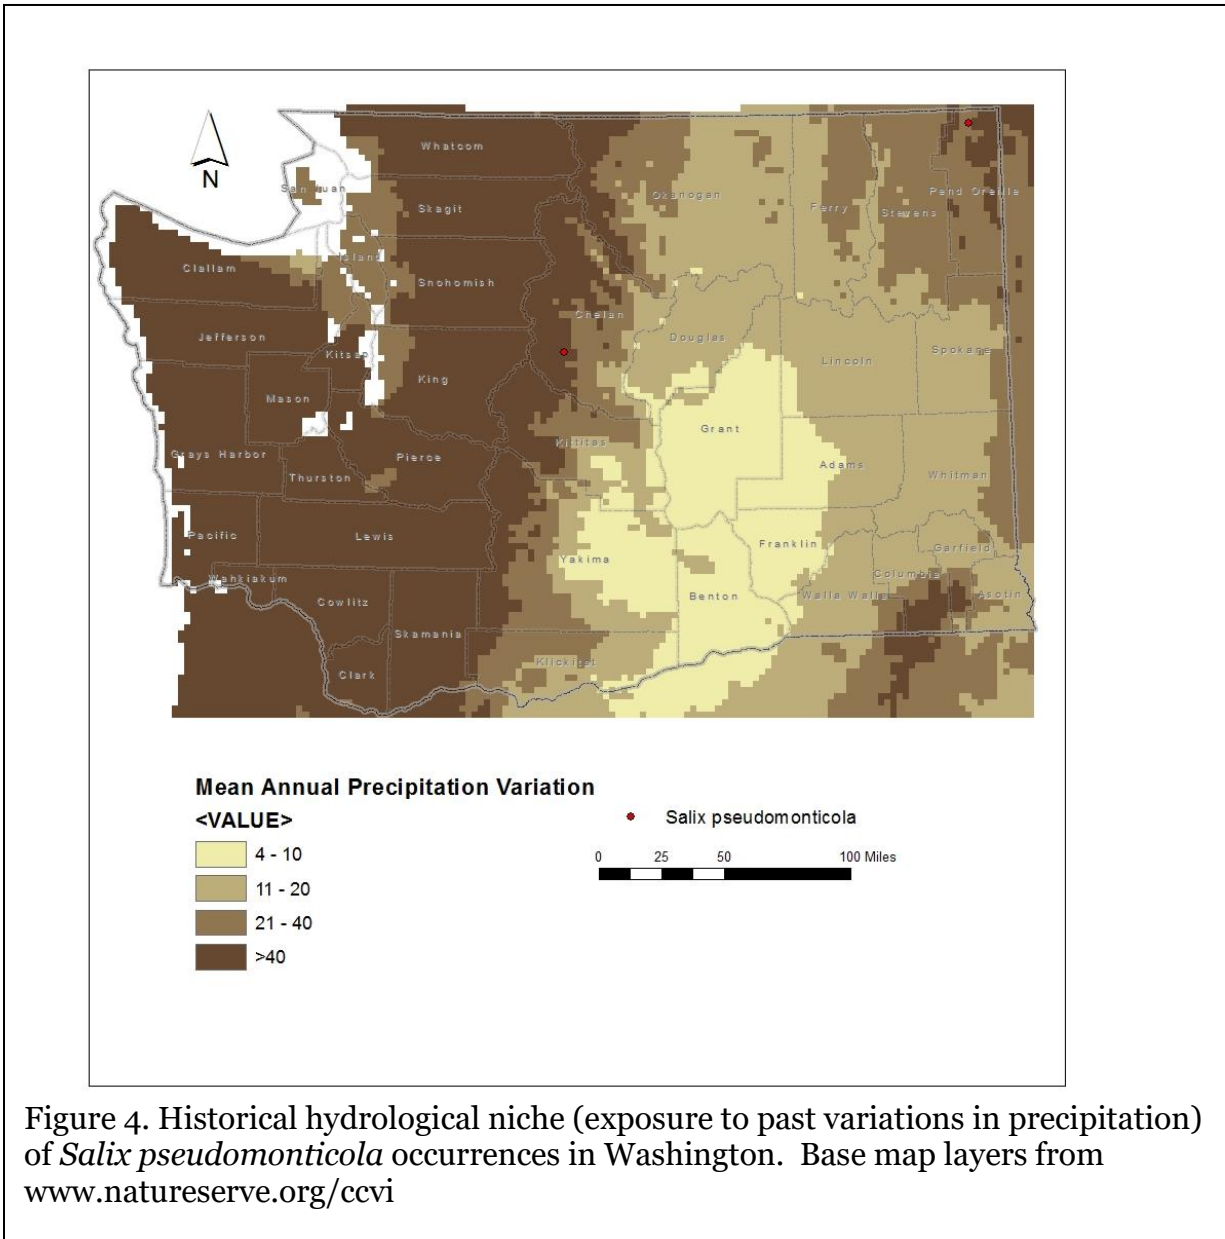 N
Whatcom
San Juan
Skagit
Okanogan
Ferry
Stevens
Pend Oreille
Island
Clallam
Snohomish
Chelan
Jefferson
Kitsap
Douglas
Lincoln
Spokane
King
Mason
Grant
Kittitas
Grays Harbor
Pierce
Adams
Thurston
Whitman
Pacific
Lewis
Franklin
Garfield
Yakima
Wahkiakum
Columbia
Cowlitz
Benton
Walla Walla
Asotin
Skamania
Klickitat
Clark
Mean Annual Precipitation Variation
<VALUE>
4 - 10
11 - 20
21 - 40
>40
Salix pseudomonticola
0 25 50 100 Miles
Figure 4. Historical hydrological niche (exposure to past variations in precipitation)
of Salix pseudomonticola occurrences in Washington. Base map layers from
www.natureserve.org/ccvi